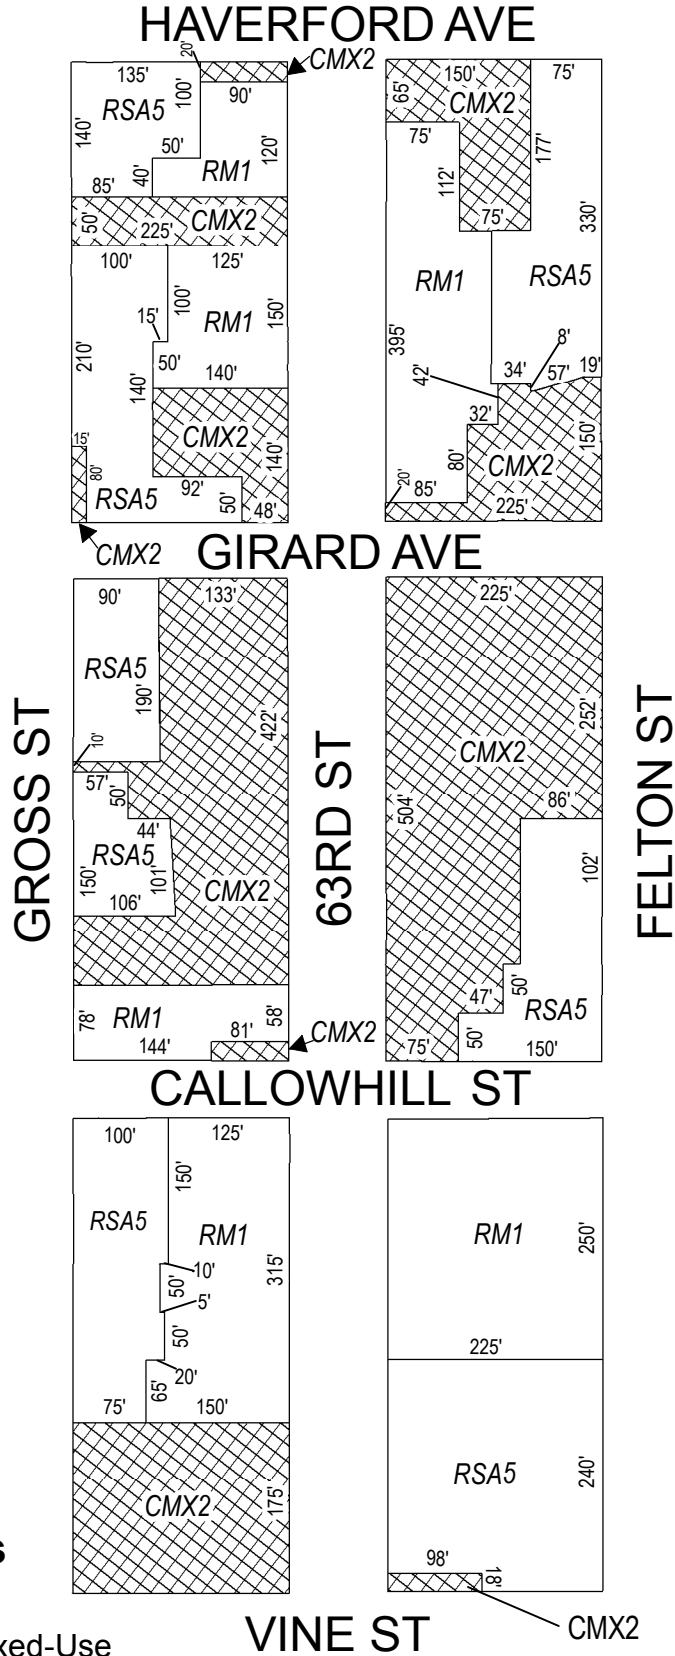 HAVERFORD AVE
20'
CMX2
135'
RSA5
100'
90'
140'
50'
120'
40'
RM1
85'
50'
CMX2
225'
100'
125'
100'
150'
15'
RM1
210'
50'
140'
140'
CMX2
140'
15'
80'
92'
RSA5
50'
48'
CMX2
150'
75'
65'
CMX2
75'
177'
112'
75'
330'
RM1
RSA5
395'
8'
42'
34'
57'
19'
32'
150'
80'
CMX2
20'
85'
225'
GIRARD AVE
GROSS ST
90'
133'
RSA5
190'
422'
10'
57'
50'
44'
RSA5
150'
101'
106'
CMX2
78'
RM1
58'
81'
144'
CMX2
63RD ST
225'
252'
CMX2
504'
86'
102'
50'
47'
RSA5
75'
50'
150'
FELTON ST
CALLOWHILL ST
100'
125'
150'
RSA5
RM1
10'
315'
50'
5'
50'
20'
65'
75'
150'
CMX2
175'
RM1
250'
225'
RSA5
240'
98'
18'
CMX2
s
VINE ST
xed-Use